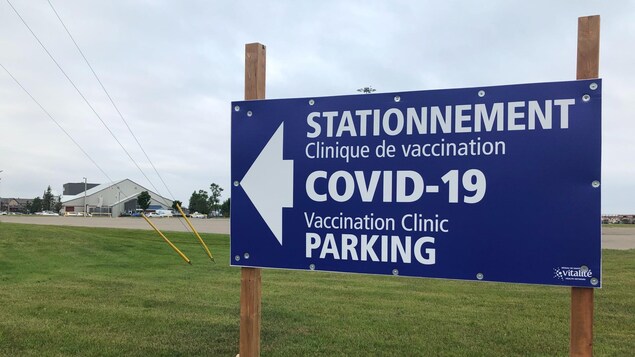 STATIONNEMENT
Clinique de vaccination
COVID-19
Vaccination Clinic
PARKING
vitalité